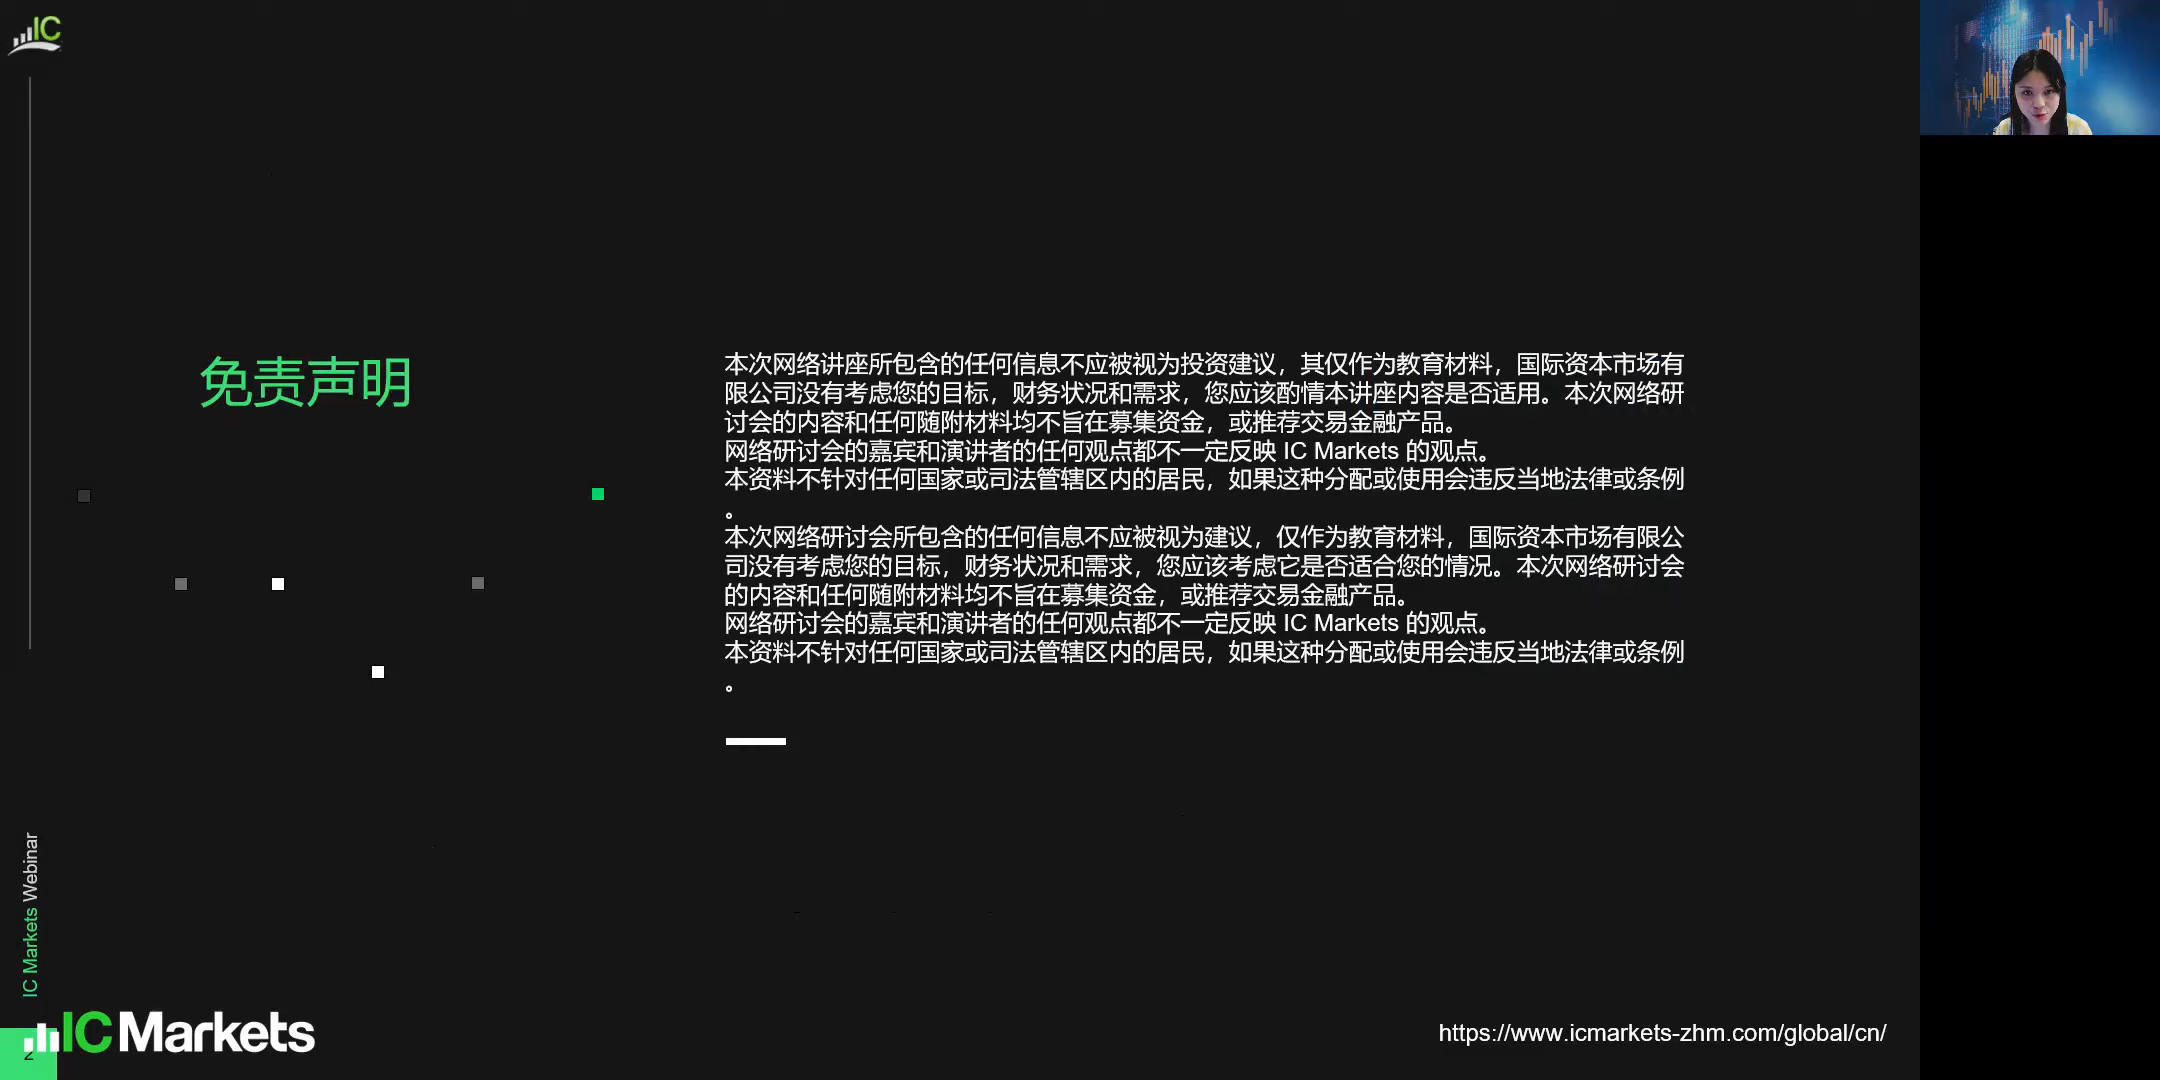 IC
免责声明
本次网络讲座所包含的任何信息不应被视为投资建议，其仅作为教育材料，国际资本市场有
限公司没有考虑您的目标，财务状况和需求，您应该酌情本讲座内容是否适用。本次网络研
讨会的内容和任何随附材料均不旨在募集资金，或推荐交易金融产品。
网络研讨会的嘉宾和演讲者的任何观点都不一定反映 IC Markets 的观点。
本资料不针对任何国家或司法管辖区内的居民，如果这种分配或使用会违反当地法律或条例
。
本次网络研讨会所包含的任何信息不应被视为建议，仅作为教育材料，国际资本市场有限公
司没有考虑您的目标，财务状况和需求，您应该考虑它是否适合您的情况。本次网络研讨会
的内容和任何随附材料均不旨在募集资金，或推荐交易金融产品。
网络研讨会的嘉宾和演讲者的任何观点都不一定反映 IC Markets 的观点。
本资料不针对任何国家或司法管辖区内的居民，如果这种分配或使用会违反当地法律或条例
。
IC Markets Webinar
IC Markets
2
https://www.icmarkets-zhm.com/global/cn/